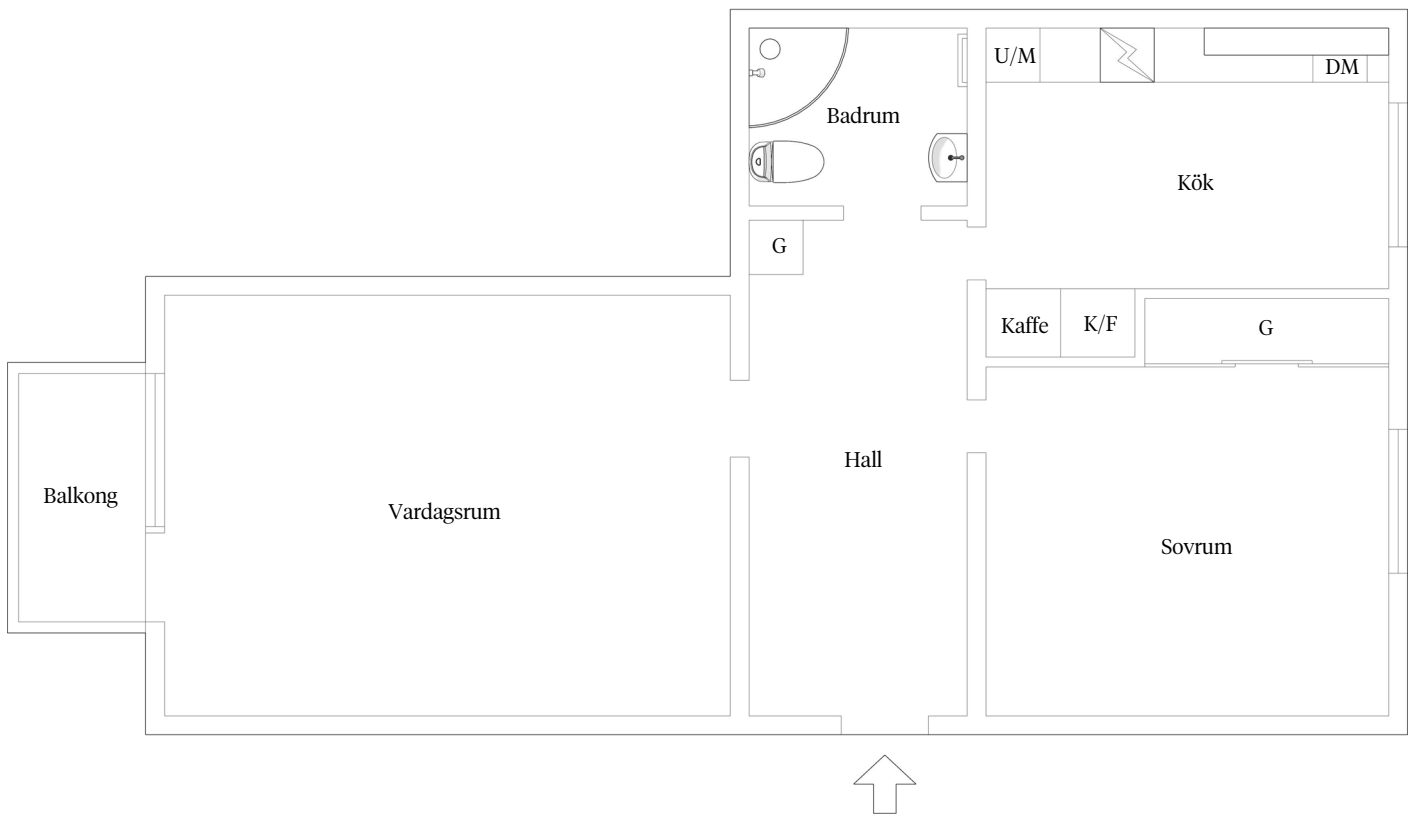 U/M
DM
Badrum
Kök
G
Kaffe
K/F
G
Hall
Balkong
Vardagsrum
Sovrum